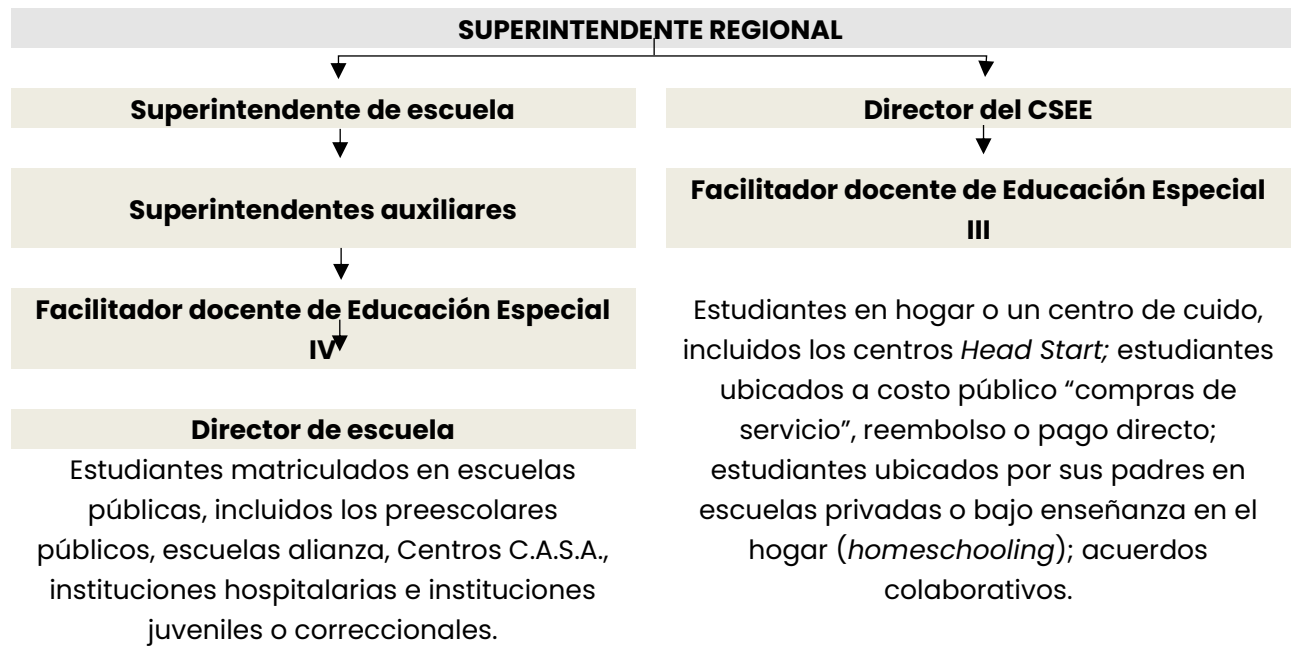 SUPERINTENDENTE REGIONAL
Superintendente de escuela
Superintendentes auxiliares
Facilitador docente de Educación Especial
IV
Director de escuela
Estudiantes matriculados en escuelas
públicas, incluidos los preescolares
públicos, escuelas alianza, Centros C.A.S.A.,
instituciones hospitalarias e instituciones
juveniles o correccionales.
Director del CSEE
Facilitador docente de Educación Especial
III
Estudiantes en hogar o un centro de cuido,
incluidos los centros Head Start; estudiantes
ubicados a costo público “compras de
servicio”, reembolso o pago directo;
estudiantes ubicados por sus padres en
escuelas privadas o bajo enseñanza en el
hogar (homeschooling); acuerdos
colaborativos.